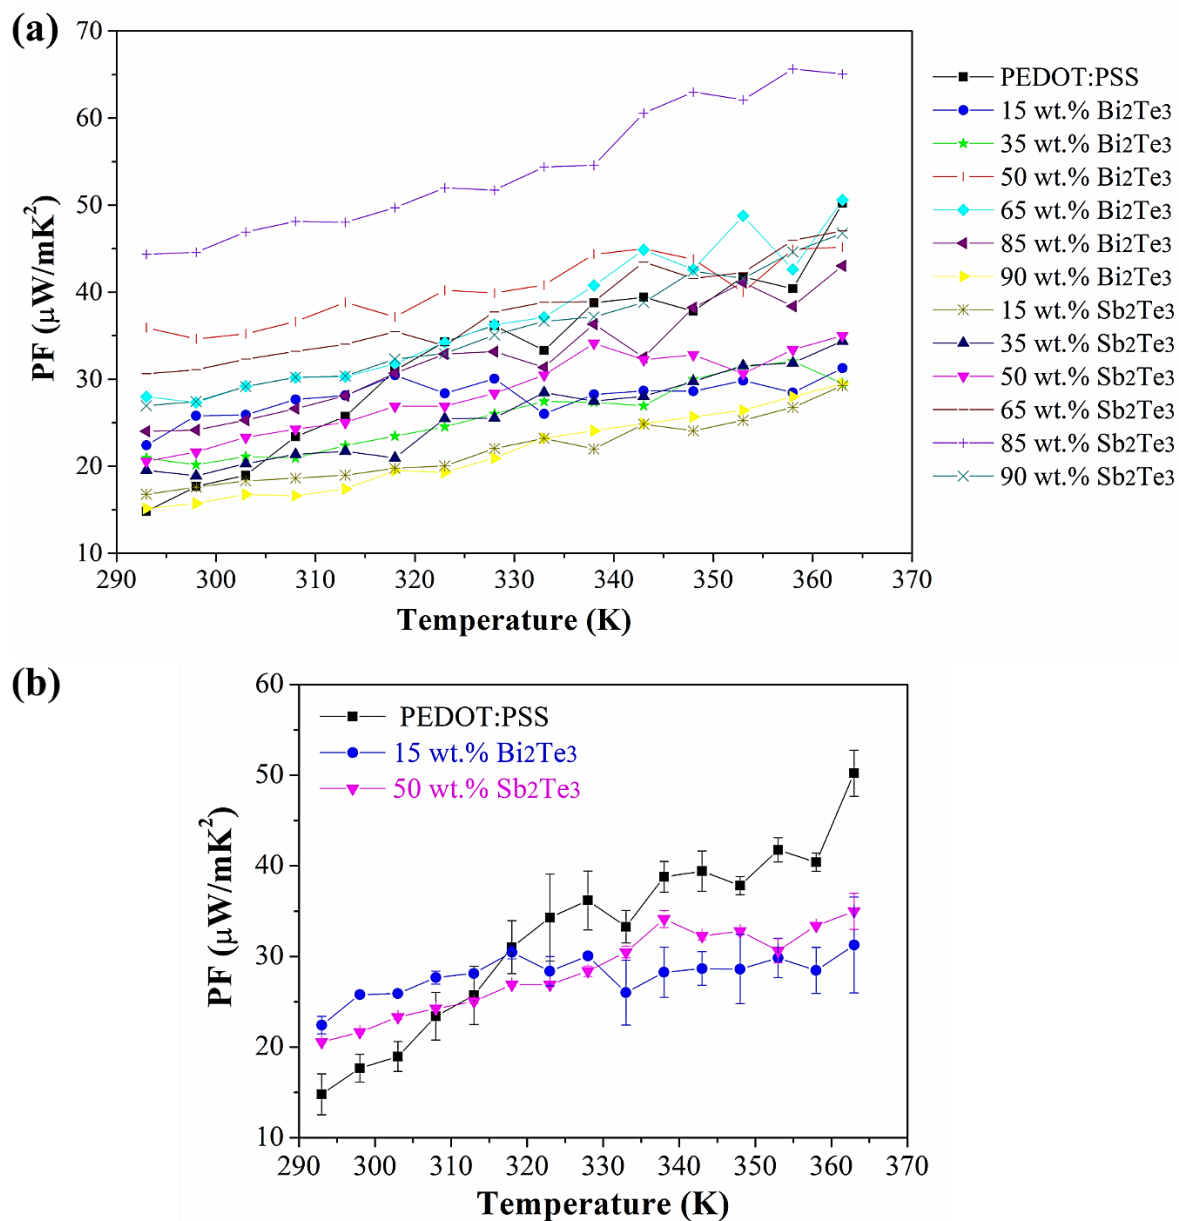 (a)
70
60
50
40
30
20
10
PF (μW/mK²)
290 300 310 320 330 340 350 360 370
Temperature (K)
PEDOT:PSS
15 wt.% Bi₂Te₃
35 wt.% Bi₂Te₃
50 wt.% Bi₂Te₃
65 wt.% Bi₂Te₃
85 wt.% Bi₂Te₃
90 wt.% Bi₂Te₃
15 wt.% Sb₂Te₃
35 wt.% Sb₂Te₃
50 wt.% Sb₂Te₃
65 wt.% Sb₂Te₃
85 wt.% Sb₂Te₃
90 wt.% Sb₂Te₃
(b)
60
50
40
30
20
10
PF (μW/mK²)
PEDOT:PSS
15 wt.% Bi₂Te₃
50 wt.% Sb₂Te₃
290 300 310 320 330 340 350 360 370
Temperature (K)